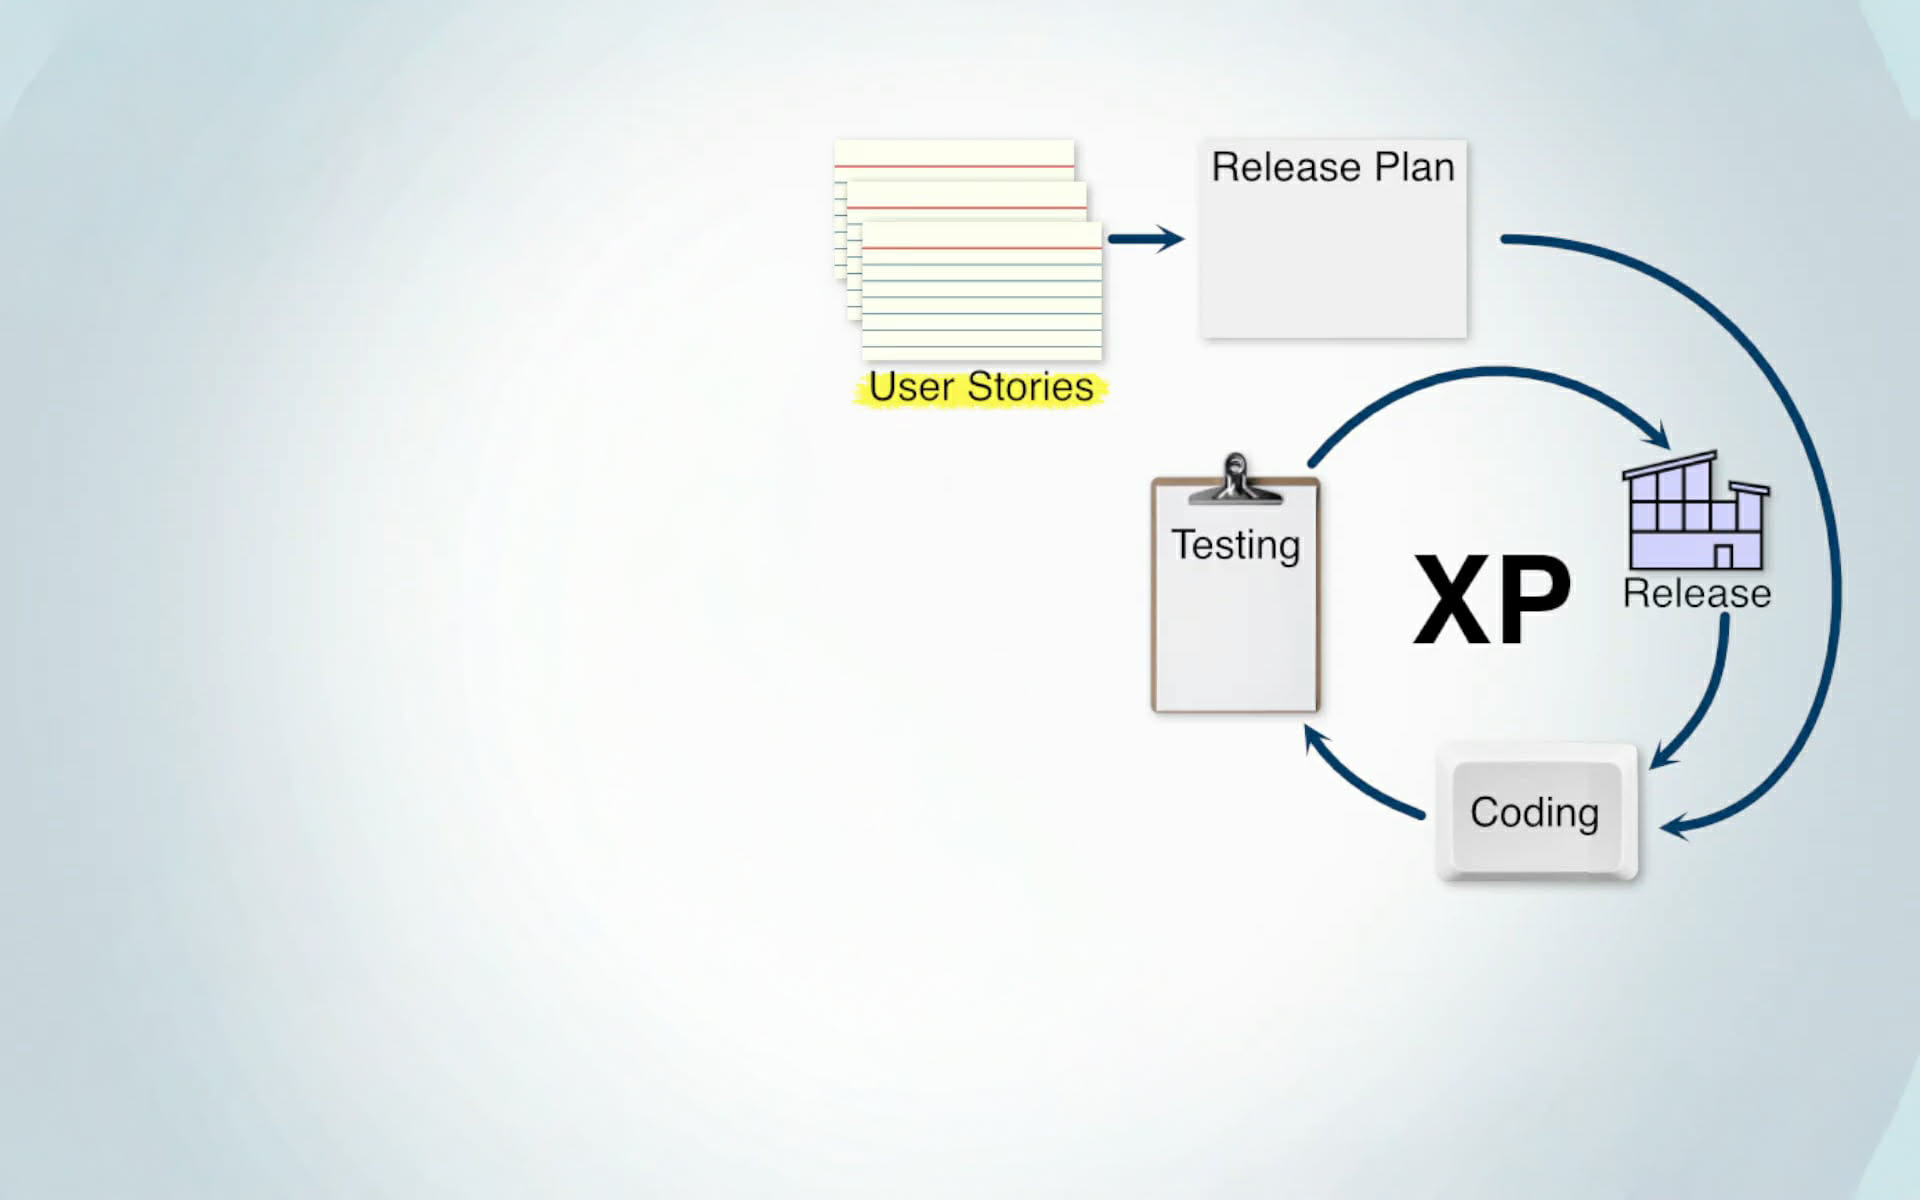 Release Plan
User Stories
Testing
XP
Release
Coding